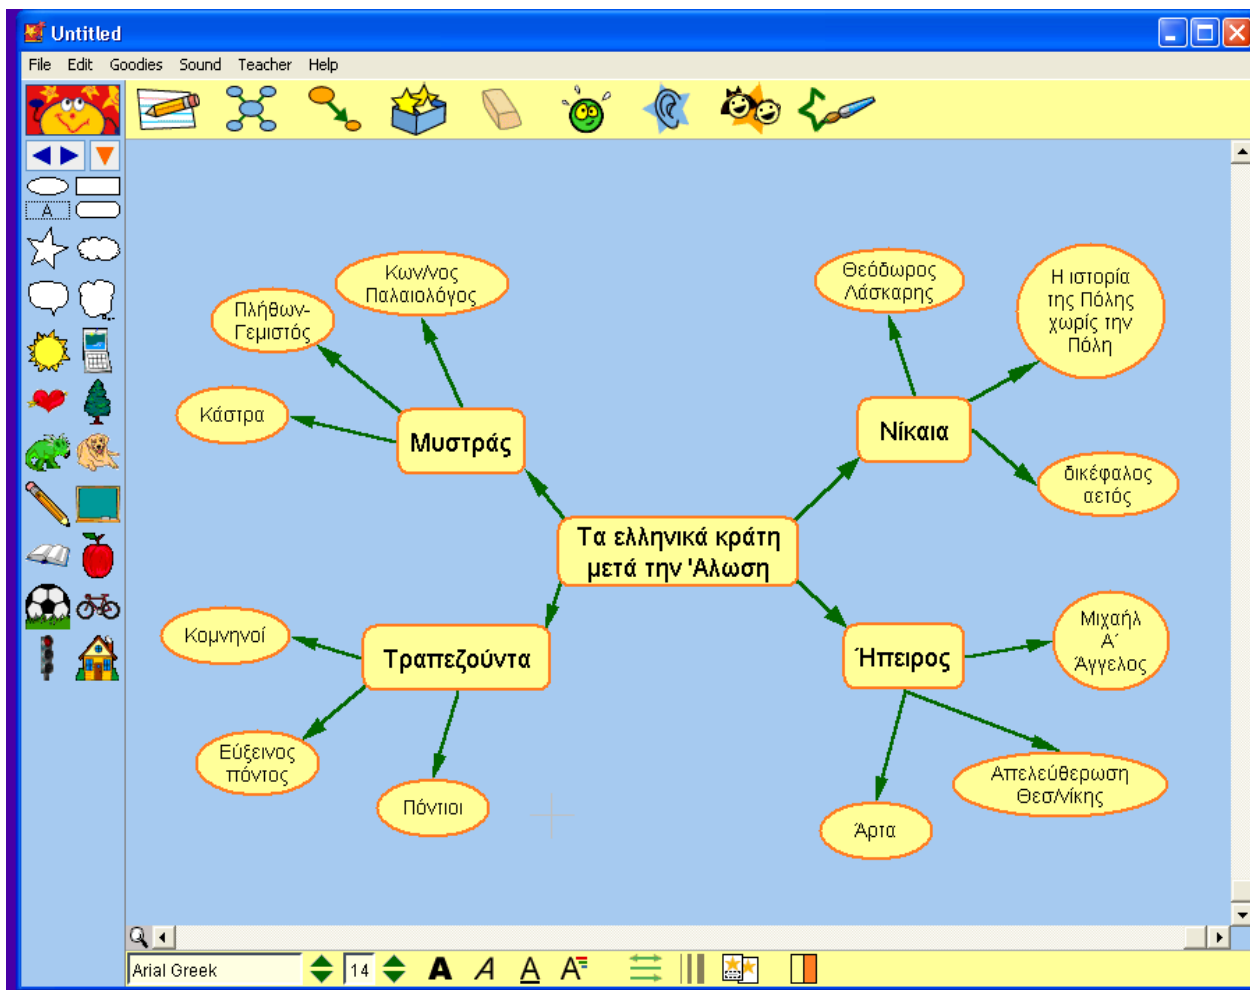 Untitled
File Edit Goodies Sound Teacher Help
A
Κων/νος
Παλαιολόγος
Πλήθων-
Γεμιστός
Κάστρα
Μυστράς
Θεόδωρος
Λάσκαρης
Η ιστορία
της Πόλης
χωρίς την
Πόλη
Νίκαια
δικέφαλος
αετός
Τα ελληνικά κράτη
μετά την 'Αλωση
Κομνηνοί
Τραπεζούντα
Εύξεινος
πόντος
Πόντιοι
Ήπειρος
Μιχαήλ
Α΄
Άγγελος
Απελεύθερωση
Θεσ/νίκης
Άρτα
Arial Greek 14 A A A A